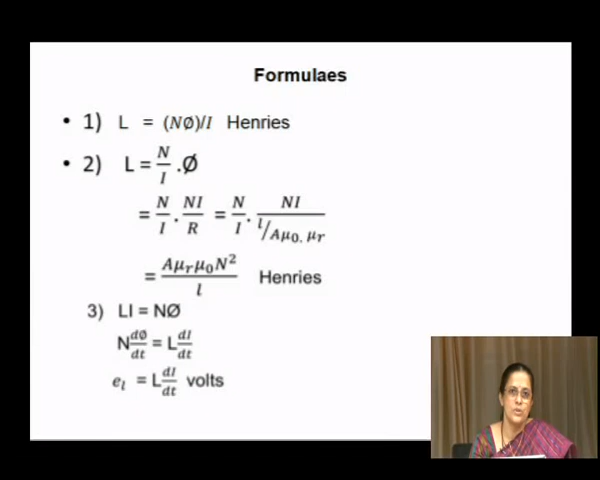 Formulaes
• 1) L = (NØ)/I Henries
• 2) L = N/I .Ø
= N/I . NI/R = N/I . NI/(l/Aμ0. μr)
= Aμrμ0N²/l Henries
3) LI = NØ
N dØ/dt = L dI/dt
el = L dI/dt volts